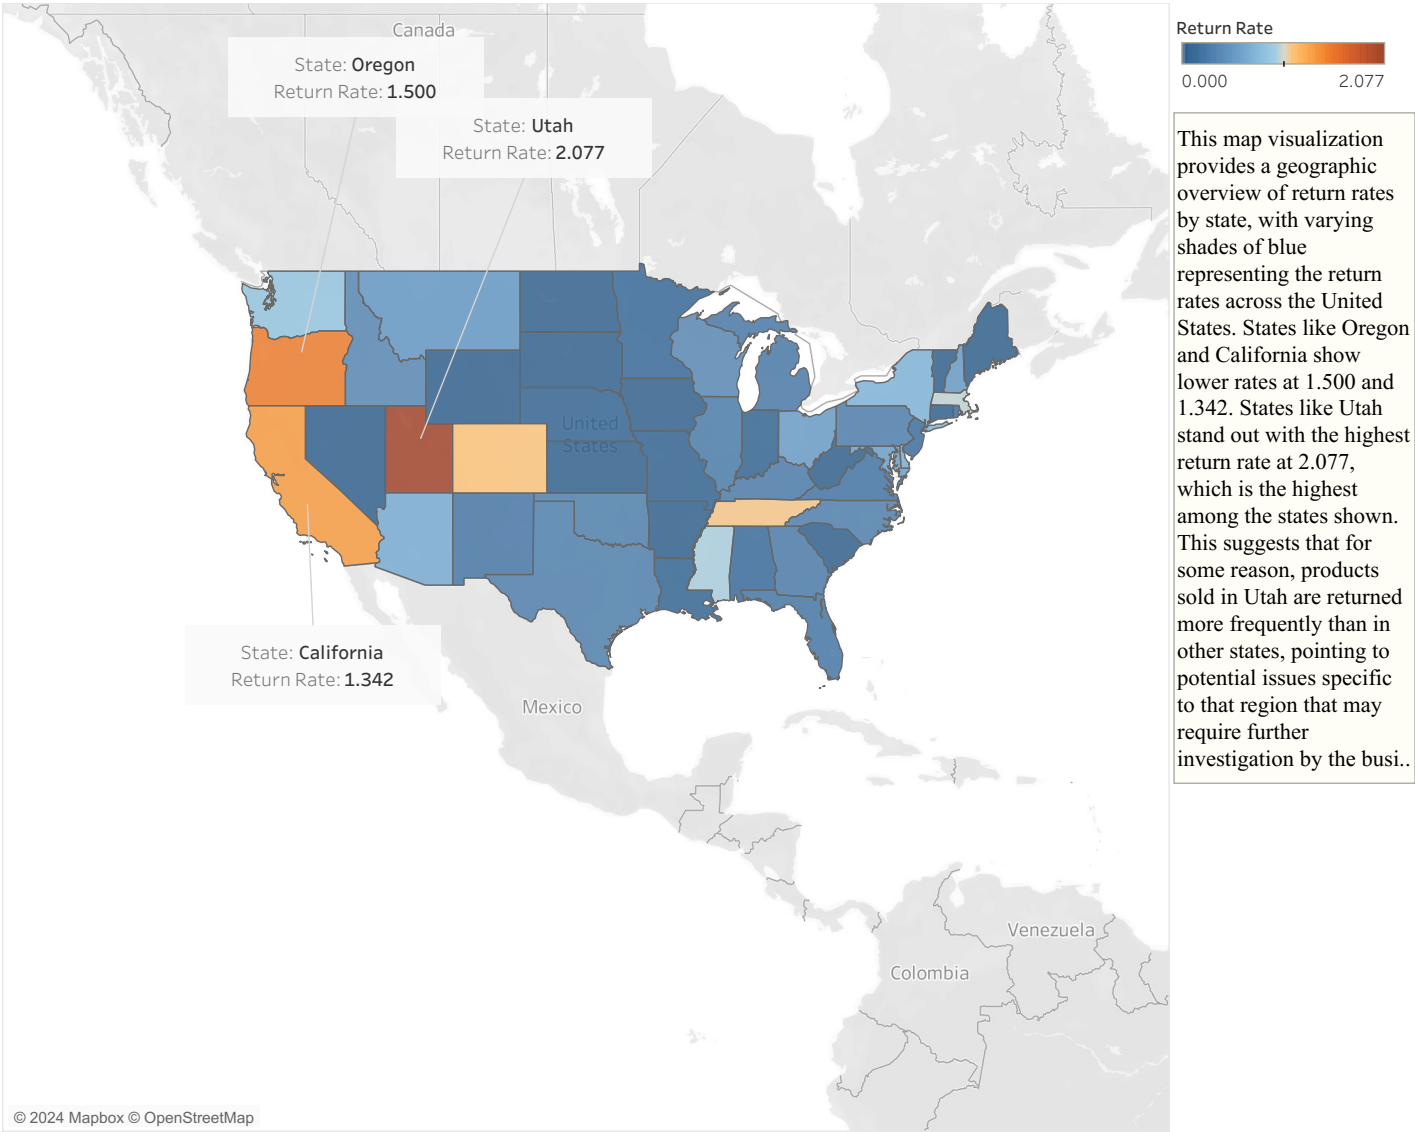 Canada
State: Oregon
Return Rate: 1.500
State: Utah
Return Rate: 2.077
United
States
State: California
Return Rate: 1.342
Mexico
Venezuela
Colombia
© 2024 Mapbox © OpenStreetMap
Return Rate
0.000 2.077
This map visualization
provides a geographic
overview of return rates
by state, with varying
shades of blue
representing the return
rates across the United
States. States like Oregon
and California show
lower rates at 1.500 and
1.342. States like Utah
stand out with the highest
return rate at 2.077,
which is the highest
among the states shown.
This suggests that for
some reason, products
sold in Utah are returned
more frequently than in
other states, pointing to
potential issues specific
to that region that may
require further
investigation by the busi..